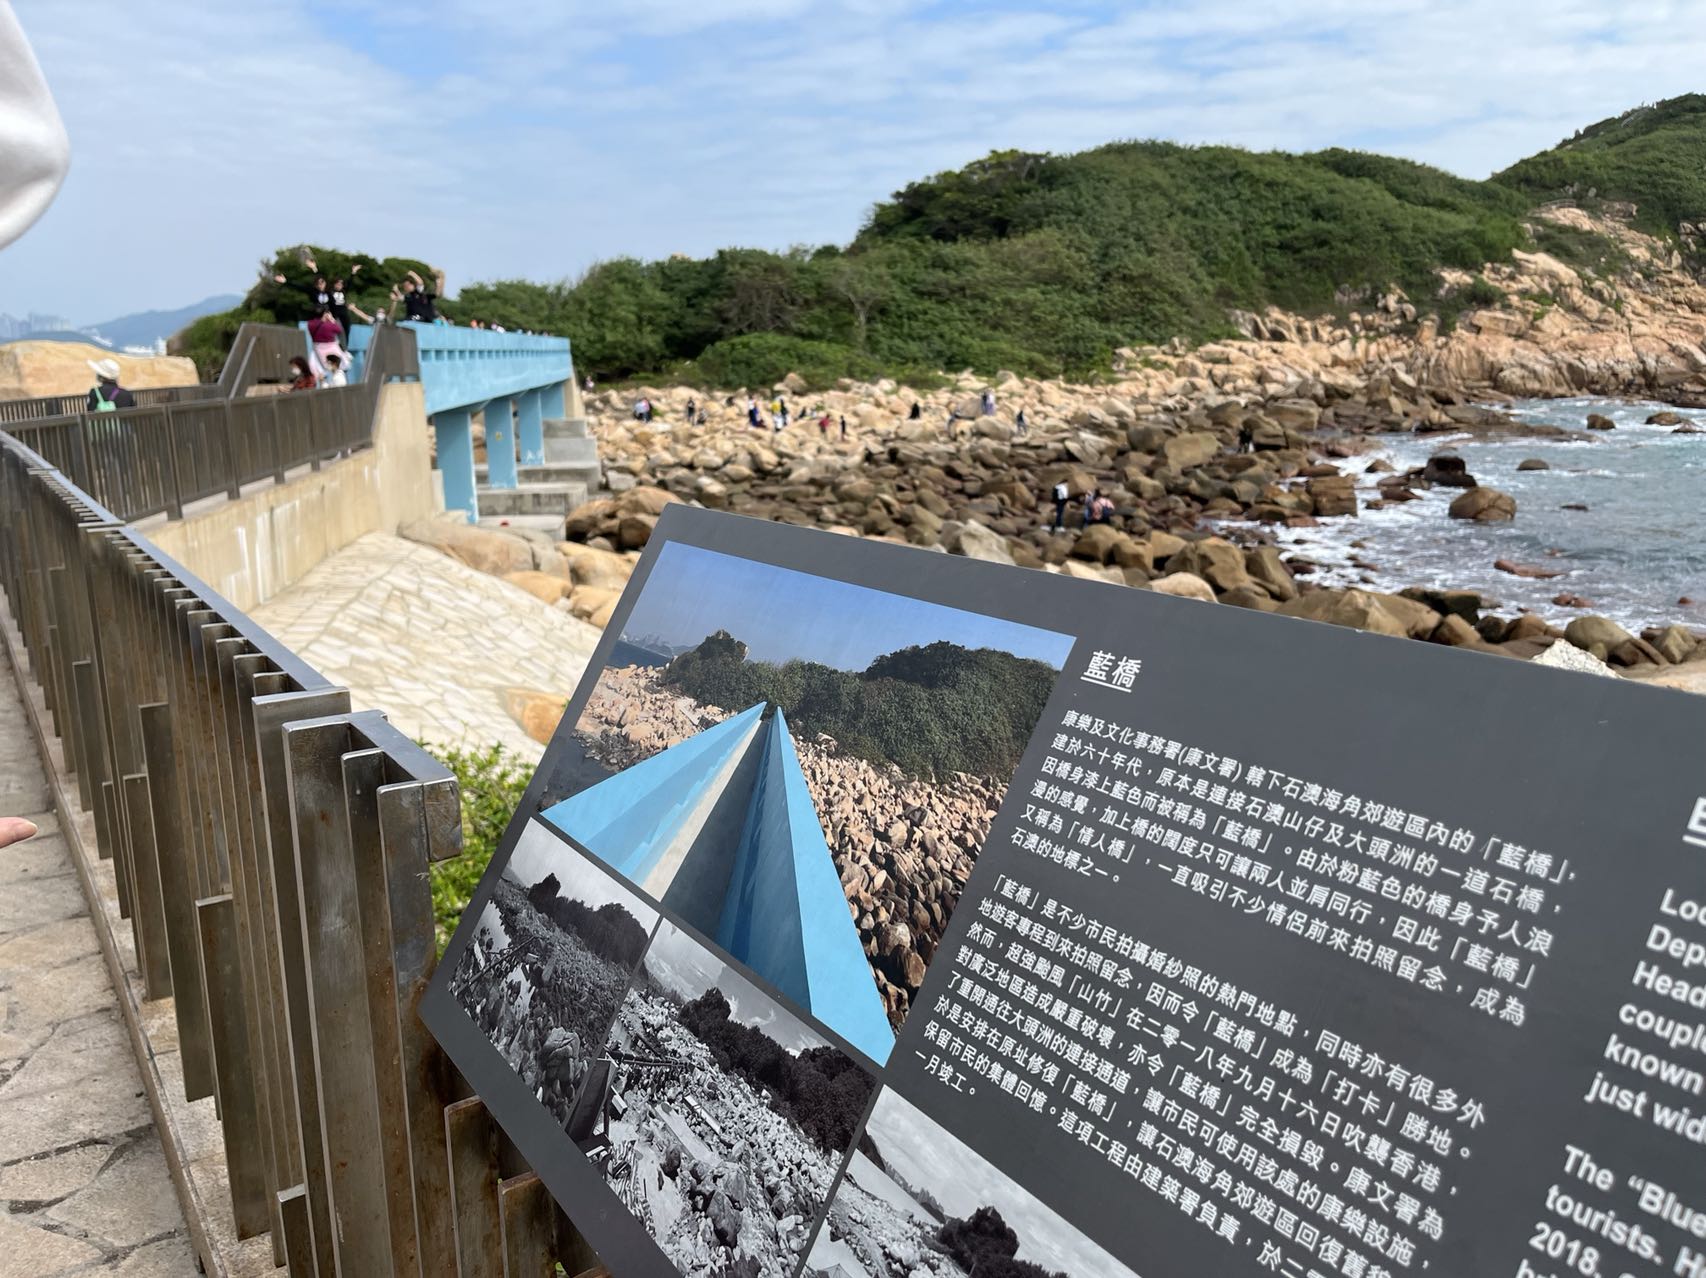 藍橋
康樂及文化事務署(康文署) 轄下石澳海角郊遊區內的「藍橋」,
建於六十年代，原本是連接石澳山仔及大頭洲的一道石橋，
因橋身漆上藍色而被稱為「藍橋」。由於粉藍色的橋身予人浪
漫的感覺，加上橋的闊度只可讓兩人並肩同行，因此「藍橋」
又稱為「情人橋」，一直吸引不少情侶前來拍照留念，成為
石澳的地標之一。
「藍橋」是不少市民拍攝婚紗照的熱門地點，同時亦有很多外
地遊客專程到來拍照留念，因而令「藍橋」成為「打卡」勝地。
然而，超強颱風「山竹」在二零一八年九月十六日吹襲香港，
對廣泛地區造成嚴重破壞，亦令「藍橋」完全損毀。康文署為
了重開通往大頭洲的連接通道，讓市民可使用該處的康樂設施，
於是安排在原址修復「藍橋」，讓石澳海角郊遊區回復舊貌
保留市民的集體回憶。這項工程由建築署負責，於二
一月竣工。
Head
couple
known
just wid
The “Blue
tourists. H
2018,